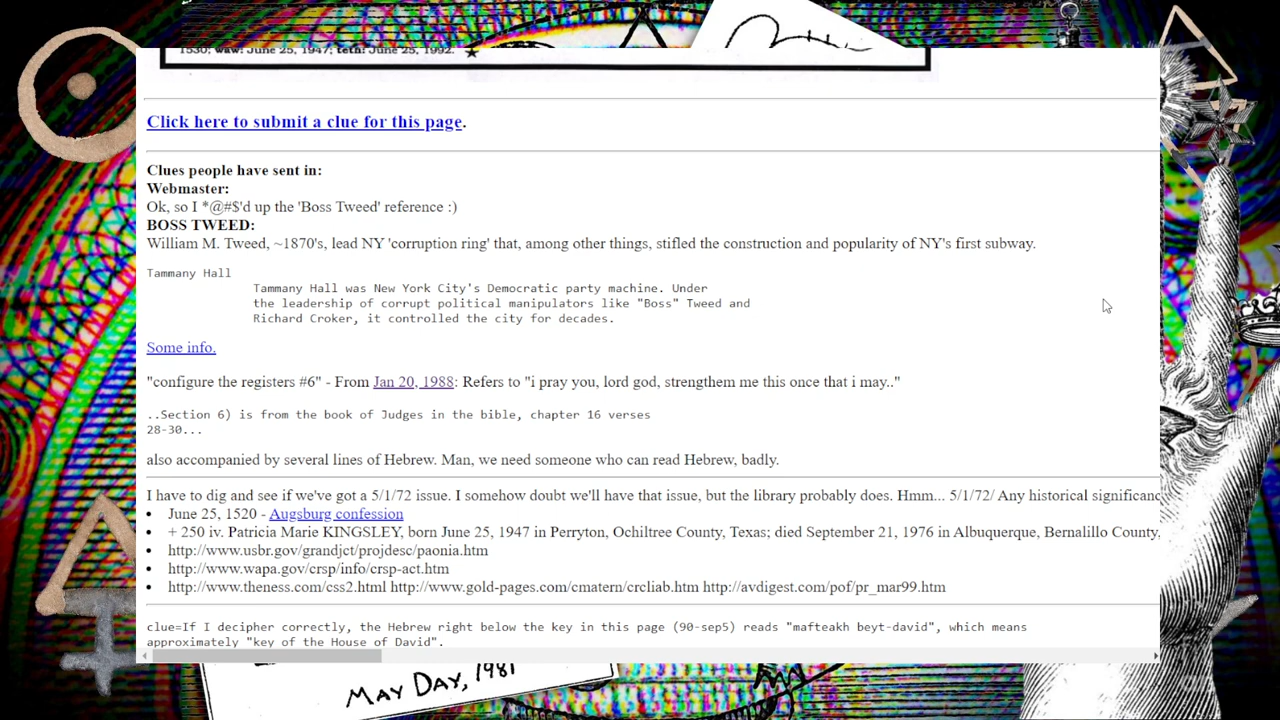 1530; waw: June 25, 1947; teth: June 25, 1992.
Click here to submit a clue for this page.
Clues people have sent in:
Webmaster:
Ok, so I *@#$'d up the 'Boss Tweed' reference :)
BOSS TWEED:
William M. Tweed, ~1870's, lead NY 'corruption ring' that, among other things, stifled the construction and popularity of NY's first subway.
Tammany Hall
Tammany Hall was New York City's Democratic party machine. Under
the leadership of corrupt political manipulators like "Boss" Tweed and
Richard Croker, it controlled the city for decades.
Some info.
"configure the registers #6" - From Jan 20, 1988: Refers to "i pray you, lord god, strengthem me this once that i may.."
..Section 6) is from the book of Judges in the bible, chapter 16 verses
28-30...
also accompanied by several lines of Hebrew. Man, we need someone who can read Hebrew, badly.
I have to dig and see if we've got a 5/1/72 issue. I somehow doubt we'll have that issue, but the library probably does. Hmm... 5/1/72/ Any historical significanc
• June 25, 1520 - Augsburg confession
• + 250 iv. Patricia Marie KINGSLEY, born June 25, 1947 in Perryton, Ochiltree County, Texas; died September 21, 1976 in Albuquerque, Bernalillo County,
• http://www.usbr.gov/grandjct/projdesc/paonia.htm
• http://www.wapa.gov/crsp/info/crsp-act.htm
• http://www.theness.com/css2.html http://www.gold-pages.com/cmatern/crcliab.htm http://avdigest.com/pof/pr_mar99.htm
clue=If I decipher correctly, the Hebrew right below the key in this page (90-sep5) reads "mafteakh beyt-david", which means
approximately "key of the House of David".
MAY DAY, 1981